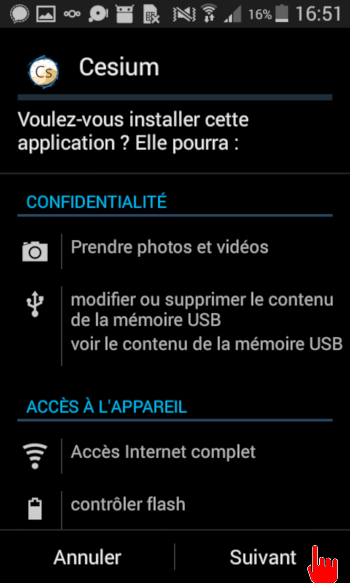 16% 16:51
Cs Cesium
Voulez-vous installer cette
application ? Elle pourra :
CONFIDENTIALITÉ
Prendre photos et vidéos
modifier ou supprimer le contenu
de la mémoire USB
voir le contenu de la mémoire USB
ACCÈS À L'APPAREIL
Accès Internet complet
contrôler flash
Annuler Suivant